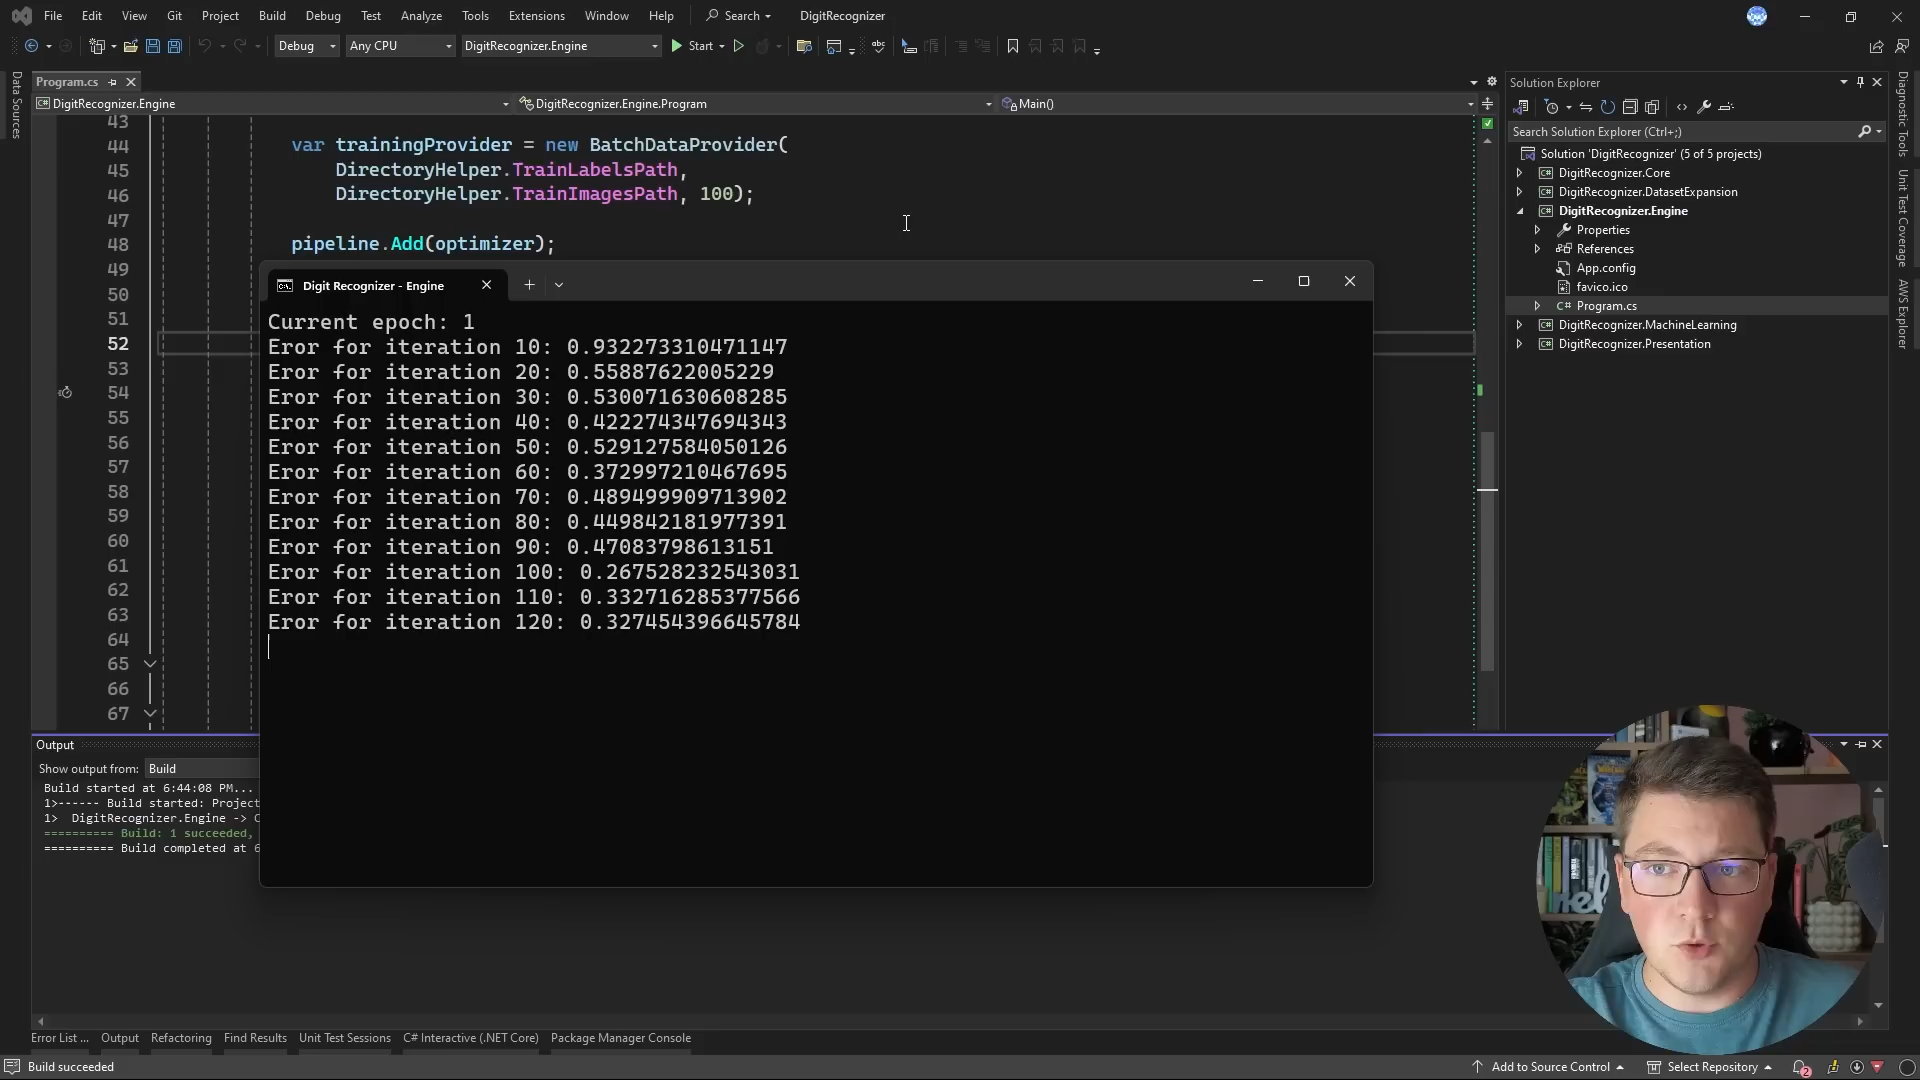 File Edit View Git Project Build Debug Test Analyze Tools Extensions Window Help Search DigitRecognizer
Debug Any CPU DigitRecognizer.Engine Start
Data Sources
Program.cs
DigitRecognizer.Engine DigitRecognizer.Engine.Program Main()
43
44 var trainingProvider = new BatchDataProvider(
45 DirectoryHelper.TrainLabelsPath,
46 DirectoryHelper.TrainImagesPath, 100);
47
48 pipeline.Add(optimizer);
49
50
51
52
53
54
55
56
57
58
59
60
61
62
63
64
65
66
67
Digit Recognizer - Engine
Current epoch: 1
Eror for iteration 10: 0.932273310471147
Eror for iteration 20: 0.55887622005229
Eror for iteration 30: 0.530071630608285
Eror for iteration 40: 0.422274347694343
Eror for iteration 50: 0.529127584050126
Eror for iteration 60: 0.372997210467695
Eror for iteration 70: 0.489499909713902
Eror for iteration 80: 0.449842181977391
Eror for iteration 90: 0.47083798613151
Eror for iteration 100: 0.267528232543031
Eror for iteration 110: 0.332716285377566
Eror for iteration 120: 0.327454396645784
Solution Explorer
Search Solution Explorer (Ctrl+;)
Solution 'DigitRecognizer' (5 of 5 projects)
DigitRecognizer.Core
DigitRecognizer.DatasetExpansion
DigitRecognizer.Engine
Properties
References
App.config
favico.ico
C# Program.cs
DigitRecognizer.MachineLearning
DigitRecognizer.Presentation
Diagnostic Tools
Unit Test Coverage
AWS Explorer
Output
Show output from: Build
Build started at 6:44:08 PM...
1>------ Build started: Project
1> DigitRecognizer.Engine -> C
========== Build: 1 succeeded,
========== Build completed at 6
Error List ... Output Refactoring Find Results Unit Test Sessions C# Interactive (.NET Core) Package Manager Console
Build succeeded Add to Source Control Select Repository 2